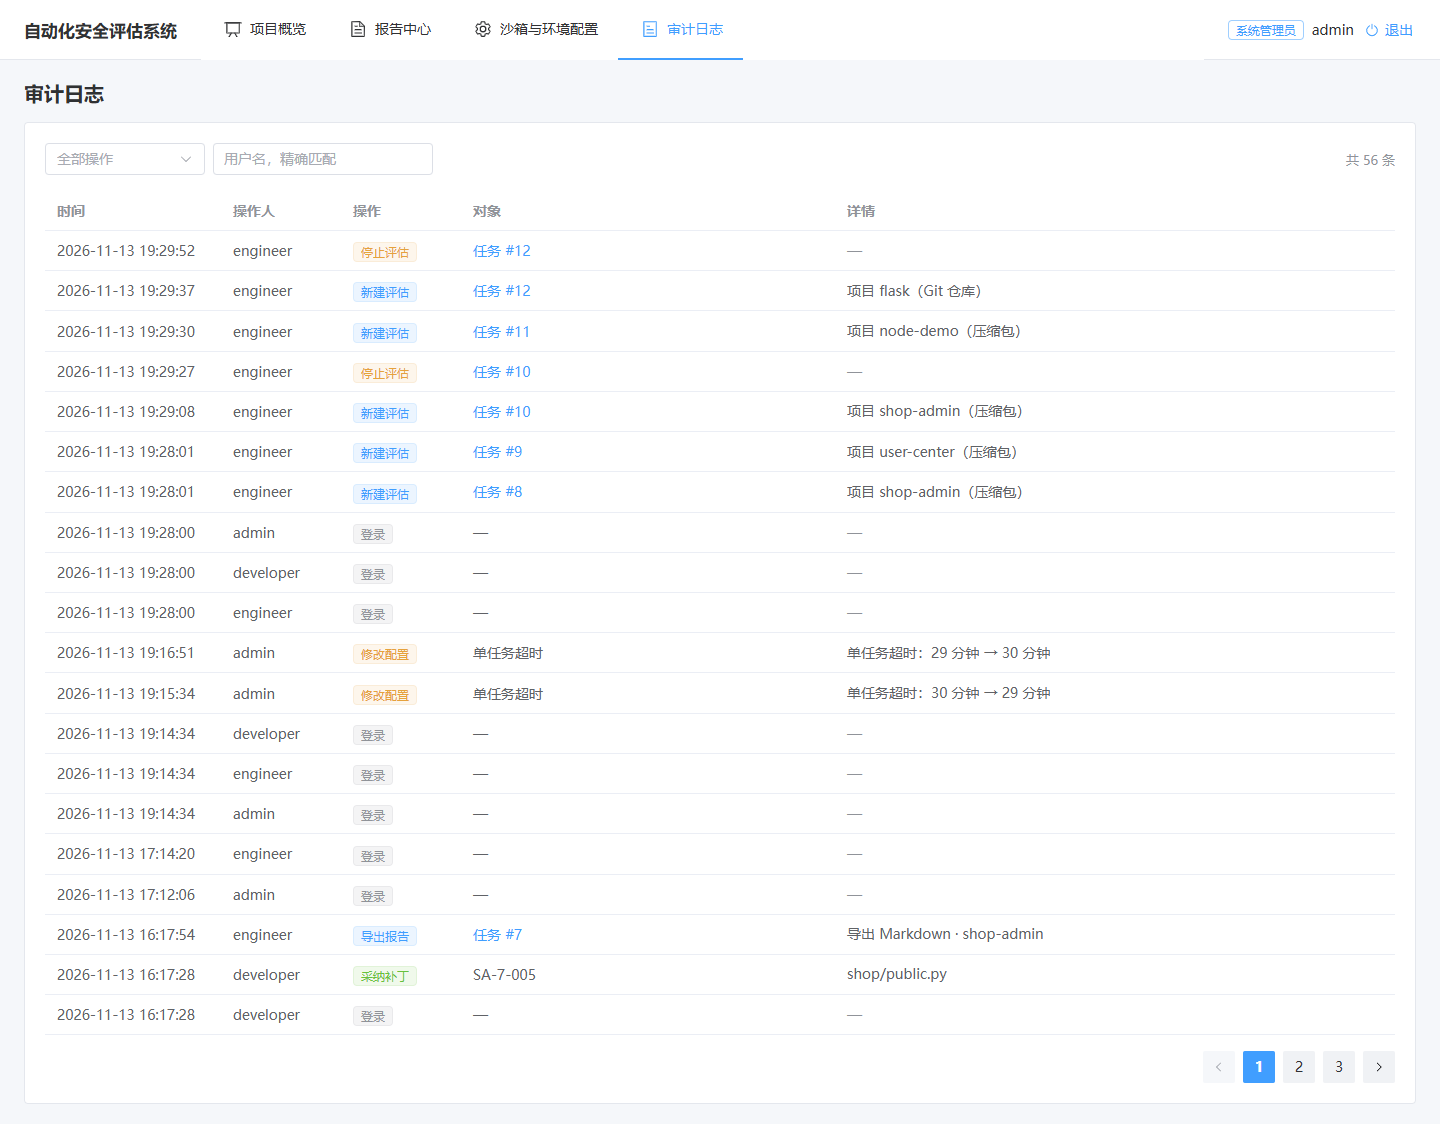 自动化安全评估系统 项目概览 报告中心 沙箱与环境配置 审计日志 系统管理员 admin 退出
审计日志
全部操作 用户名，精确匹配 共 56 条
时间 操作人 操作 对象 详情
2026-11-13 19:29:52 engineer 停止评估 任务 #12 —
2026-11-13 19:29:37 engineer 新建评估 任务 #12 项目 flask（Git 仓库）
2026-11-13 19:29:30 engineer 新建评估 任务 #11 项目 node-demo（压缩包）
2026-11-13 19:29:27 engineer 停止评估 任务 #10 —
2026-11-13 19:29:08 engineer 新建评估 任务 #10 项目 shop-admin（压缩包）
2026-11-13 19:28:01 engineer 新建评估 任务 #9 项目 user-center（压缩包）
2026-11-13 19:28:01 engineer 新建评估 任务 #8 项目 shop-admin（压缩包）
2026-11-13 19:28:00 admin 登录 — —
2026-11-13 19:28:00 developer 登录 — —
2026-11-13 19:28:00 engineer 登录 — —
2026-11-13 19:16:51 admin 修改配置 单任务超时 单任务超时：29 分钟 → 30 分钟
2026-11-13 19:15:34 admin 修改配置 单任务超时 单任务超时：30 分钟 → 29 分钟
2026-11-13 19:14:34 developer 登录 — —
2026-11-13 19:14:34 engineer 登录 — —
2026-11-13 19:14:34 admin 登录 — —
2026-11-13 17:14:20 engineer 登录 — —
2026-11-13 17:12:06 admin 登录 — —
2026-11-13 16:17:54 engineer 导出报告 任务 #7 导出 Markdown · shop-admin
2026-11-13 16:17:28 developer 采纳补丁 SA-7-005 shop/public.py
2026-11-13 16:17:28 developer 登录 — —
1 2 3